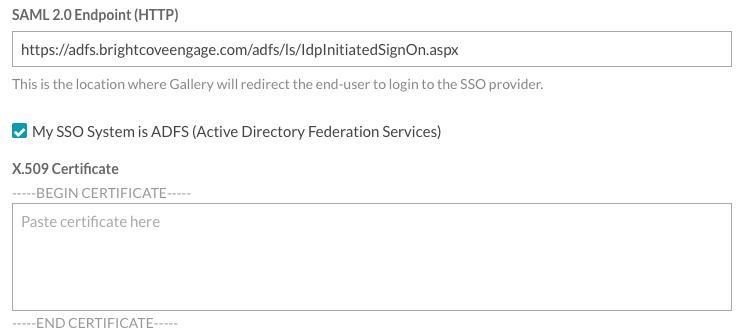 SAML 2.0 Endpoint (HTTP)
https://adfs.brightcoveengage.com/adfs/ls/IdpInitiatedSignOn.aspx
This is the location where Gallery will redirect the end-user to login to the SSO provider.
My SSO System is ADFS (Active Directory Federation Services)
X.509 Certificate
-----BEGIN CERTIFICATE-----
Paste certificate here
-----END CERTIFICATE-----